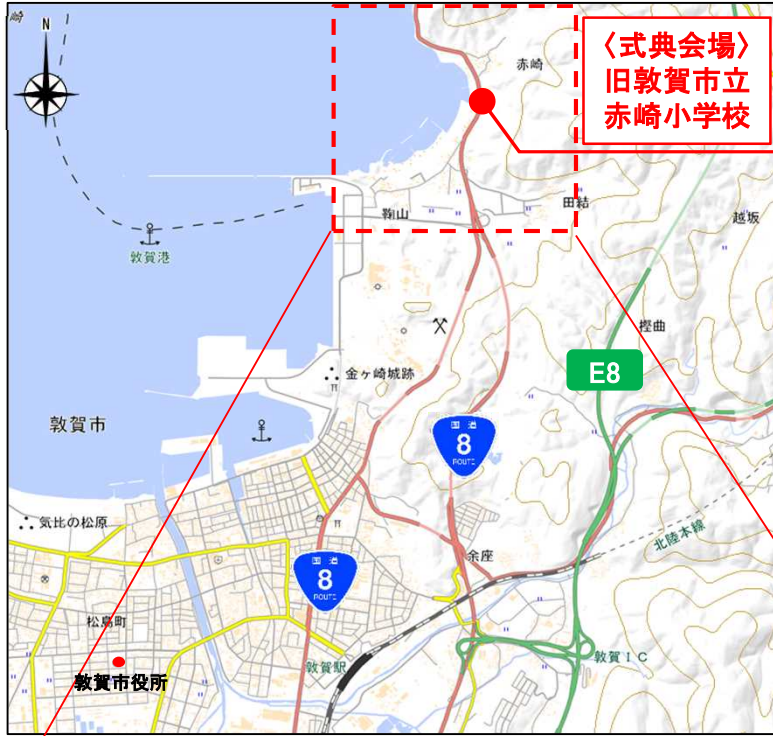 崎
N
赤崎
〈式典会場〉
旧敦賀市立
赤崎小学校
鞠山
田結
越坂
敦賀港
樫曲
金ヶ崎城跡
E8
敦賀市
国道
8
ROUTE
気比の松原
余座
北陸本線
国道
8
ROUTE
松島町
敦賀駅
敦賀IC
敦賀市役所